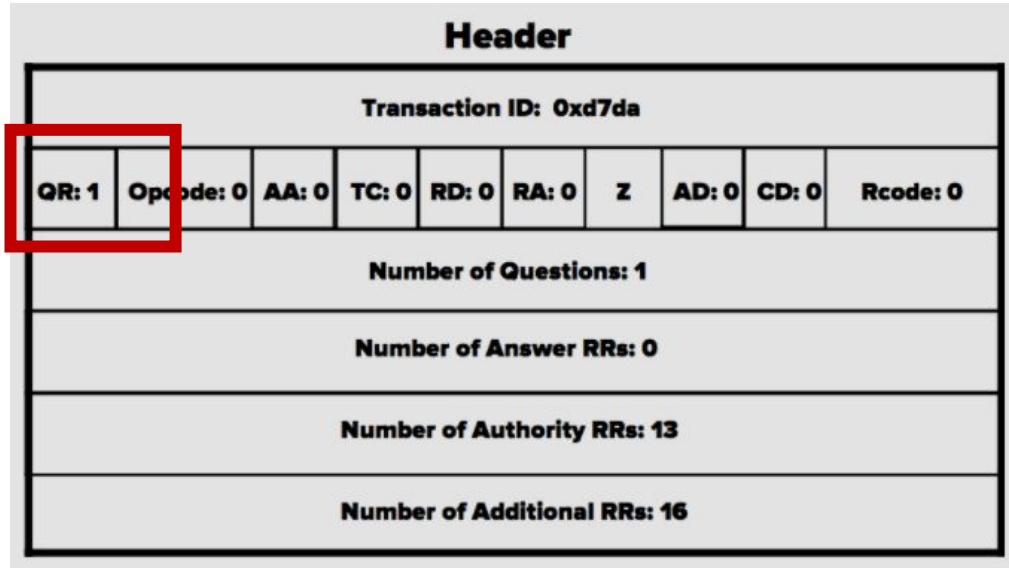 Header
Transaction ID: 0xd7da
QR: 1 Opcode: 0 AA: 0 TC: 0 RD: 0 RA: 0 Z AD: 0 CD: 0 Rcode: 0
Number of Questions: 1
Number of Answer RRs: 0
Number of Authority RRs: 13
Number of Additional RRs: 16